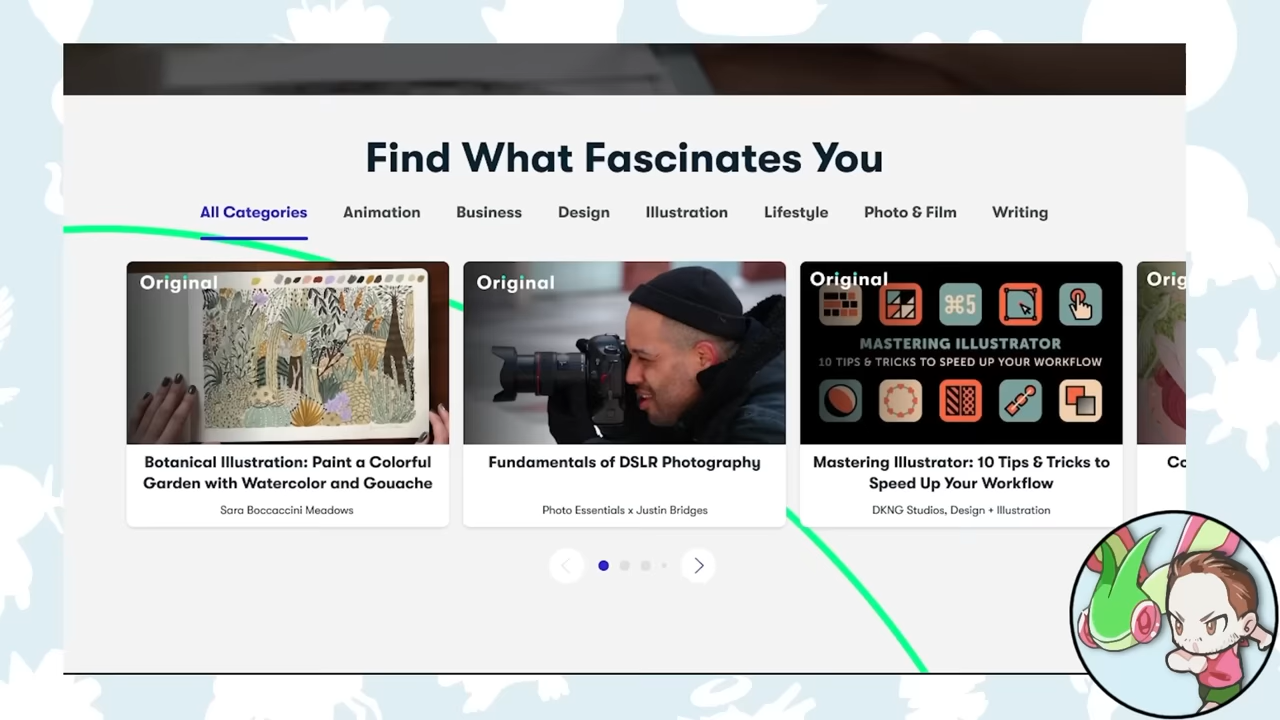 Find What Fascinates You
All Categories Animation Business Design Illustration Lifestyle Photo & Film Writing
Original
Original
Original
Orig
⌘5
MASTERING ILLUSTRATOR
10 TIPS & TRICKS TO SPEED UP YOUR WORKFLOW
Botanical Illustration: Paint a Colorful
Garden with Watercolor and Gouache
Sara Boccaccini Meadows
Fundamentals of DSLR Photography
Photo Essentials x Justin Bridges
Mastering Illustrator: 10 Tips & Tricks to
Speed Up Your Workflow
DKNG Studios, Design + Illustration
Co